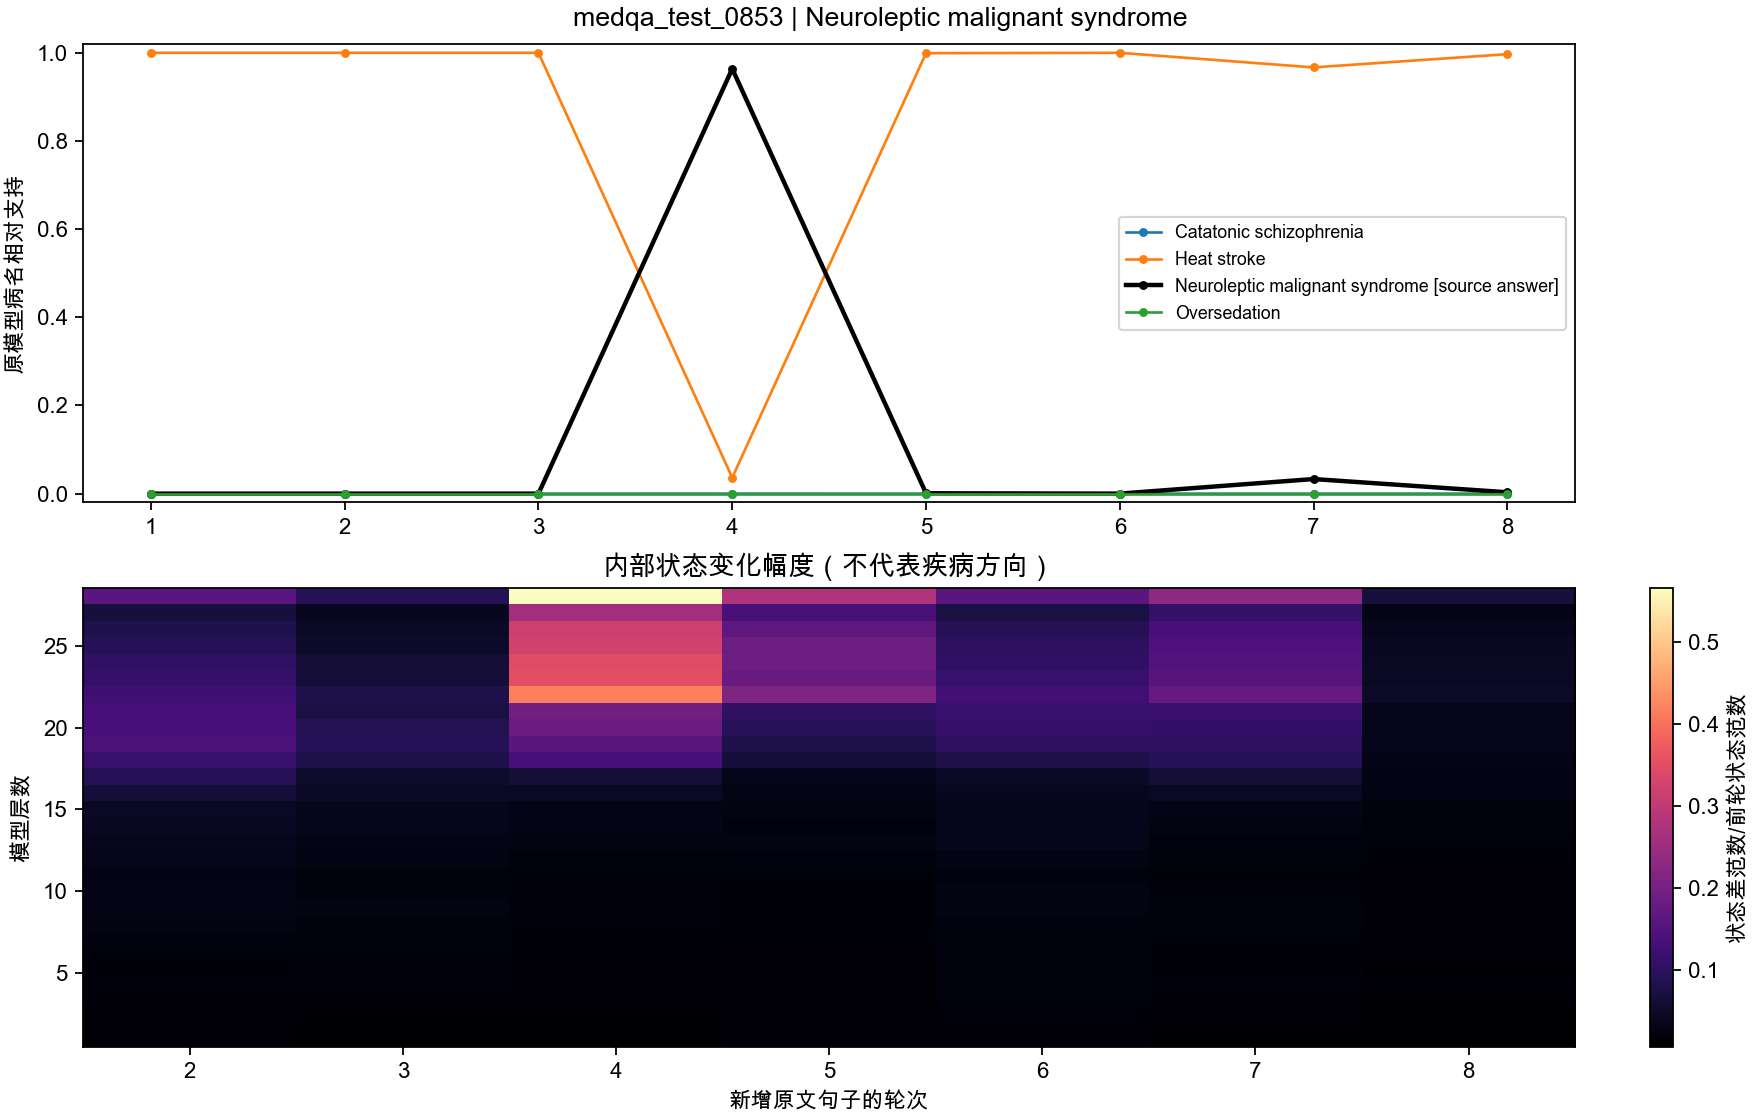 medqa_test_0853 | Neuroleptic malignant syndrome
原模型病名相对支持
1.0
0.8
0.6
0.4
0.2
0.0
Catatonic schizophrenia
Heat stroke
Neuroleptic malignant syndrome [source answer]
Oversedation
1 2 3 4 5 6 7 8
内部状态变化幅度（不代表疾病方向）
模型层数
25
20
15
10
5
2 3 4 5 6 7 8
新增原文句子的轮次
0.5
0.4
0.3
0.2
0.1
状态差范数/前轮状态范数